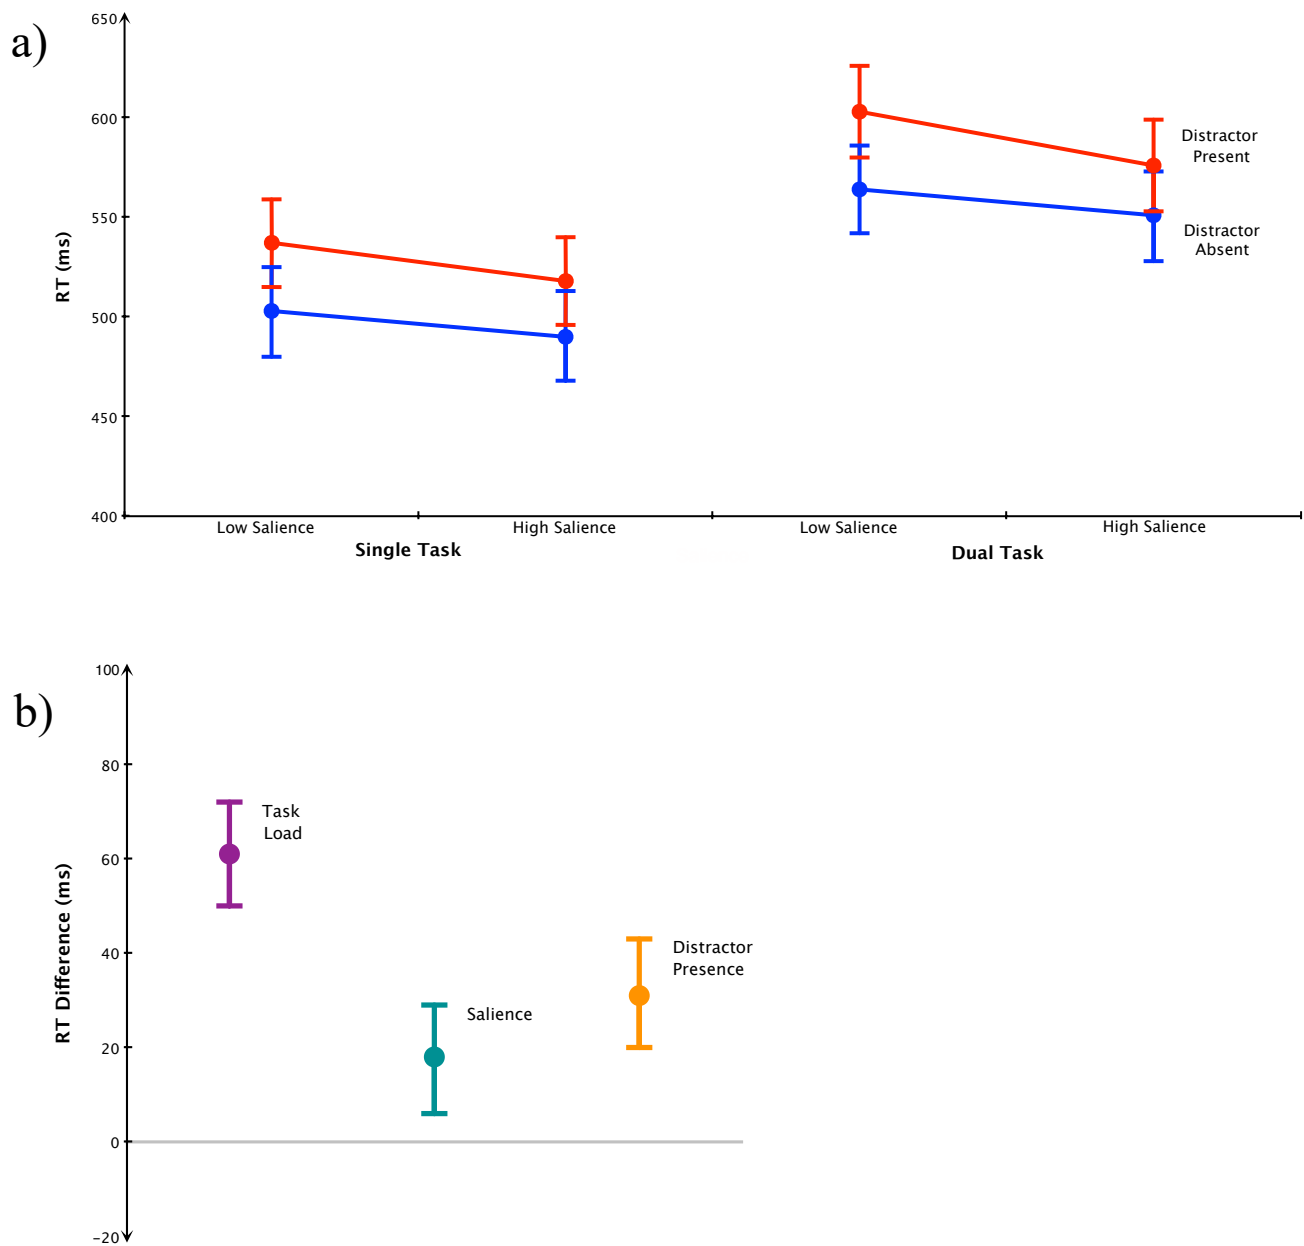 a)
650
600
550
500
450
400
RT (ms)
Distractor
Present
Distractor
Absent
Low Salience
High Salience
Low Salience
High Salience
Single Task
Dual Task
b)
100
80
60
40
20
0
−20
RT Difference (ms)
Task
Load
Salience
Distractor
Presence